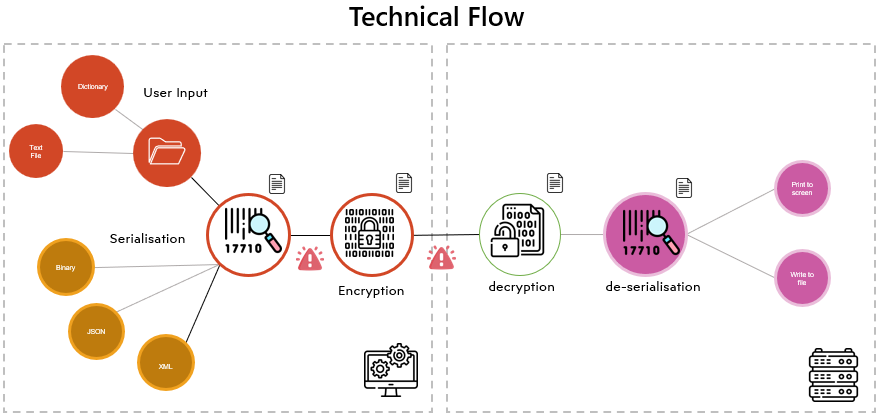 Technical Flow
Dictionary
User Input
Text
File
Serialisation
17710
Binary
JSON
XML
Encryption
decryption
17710
de-serialisation
Print to
screen
Write to
file